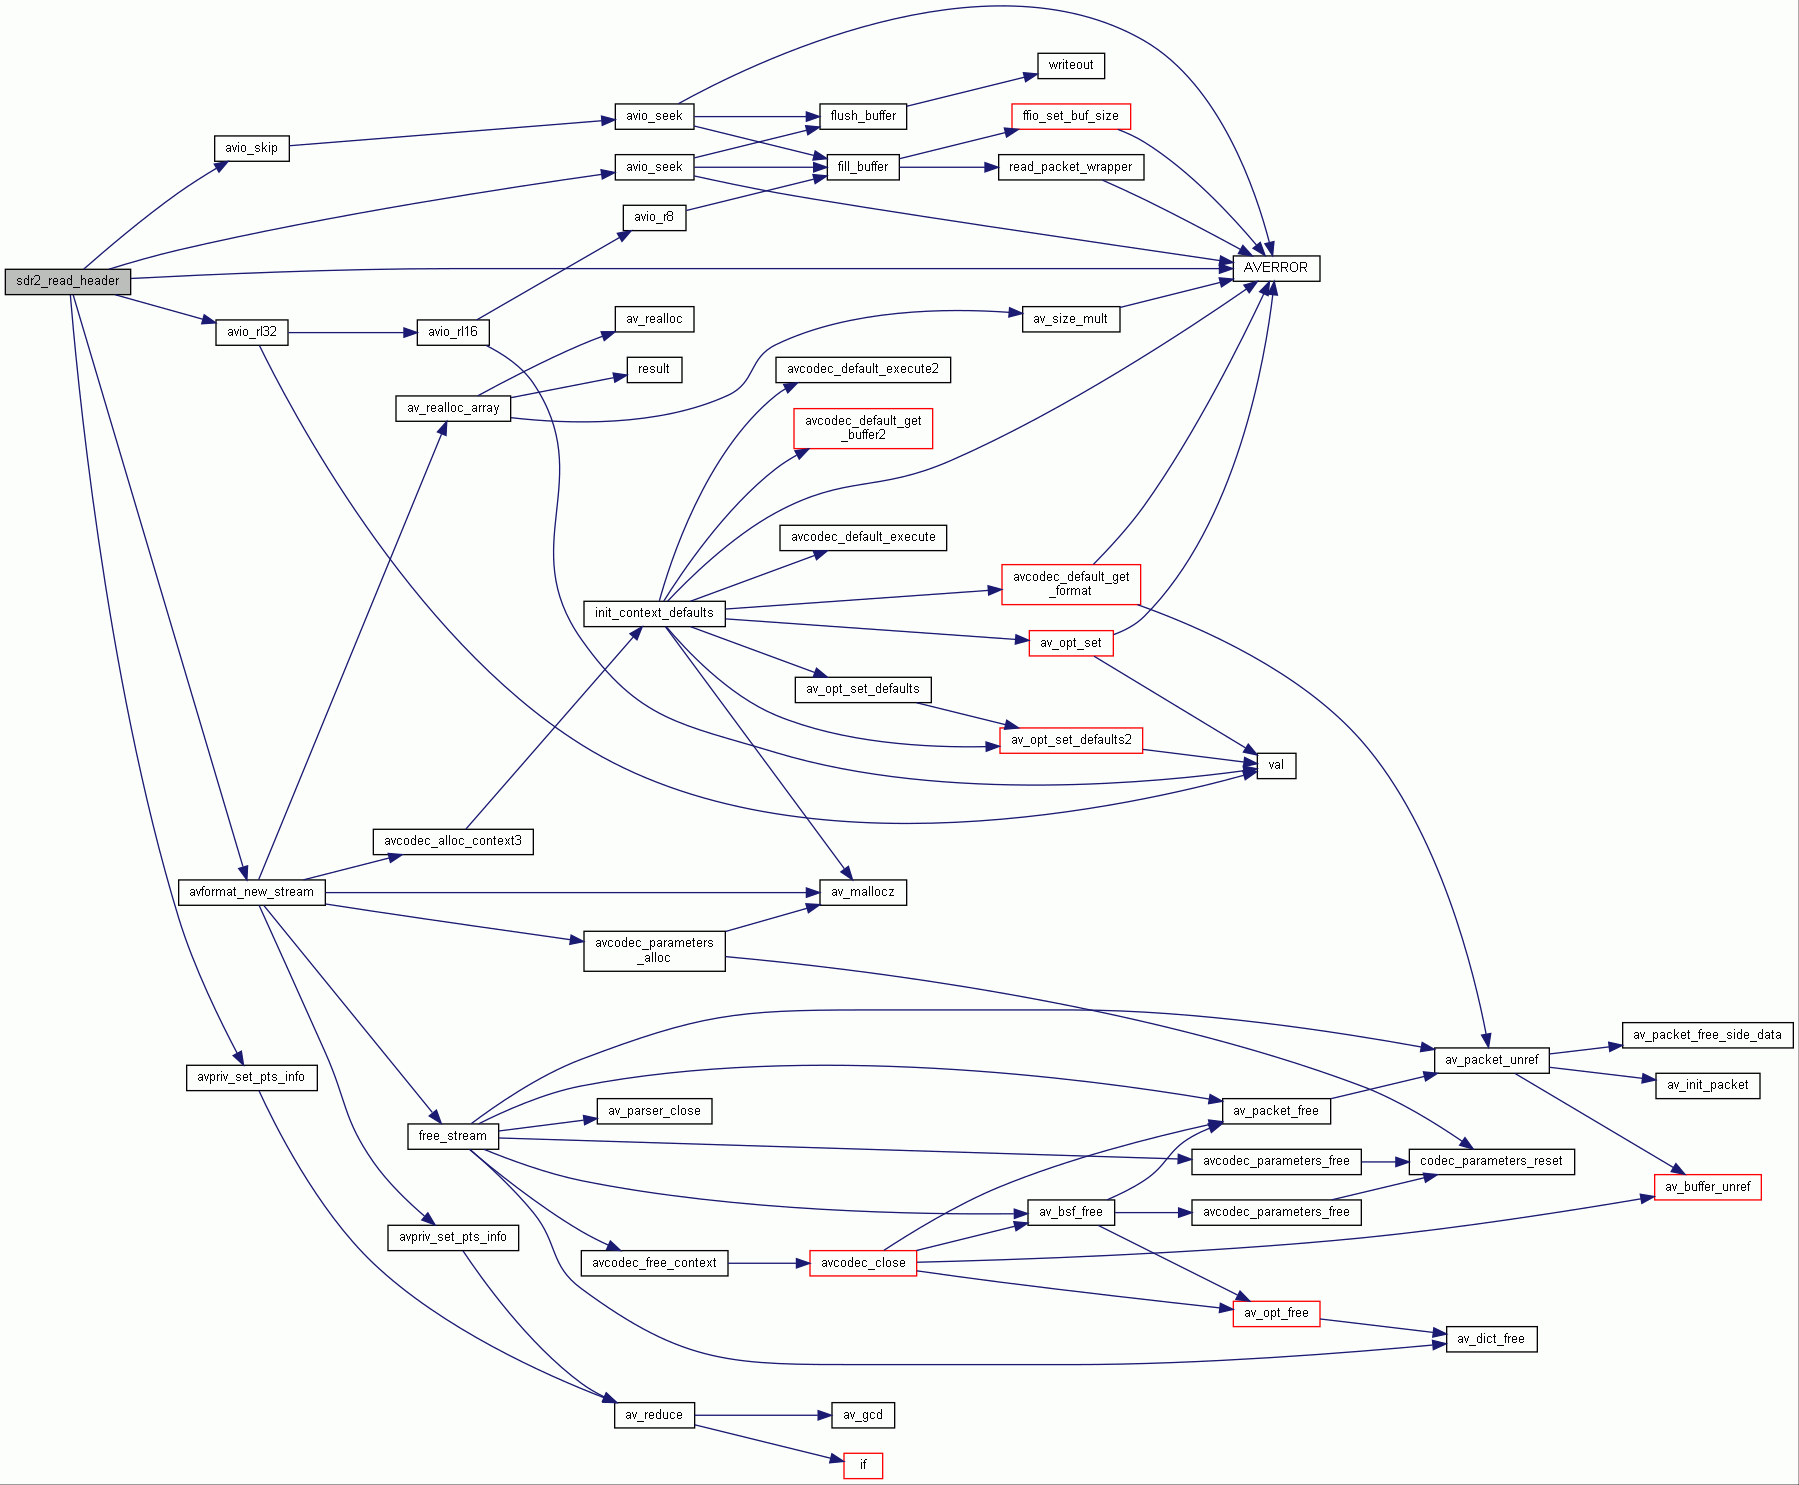 writeout
avio_seek
flush_buffer
ffio_set_buf_size
avio_skip
avio_seek
fill_buffer
read_packet_wrapper
avio_r8
sdr2_read_header
AVERROR
avio_rl32
avio_rl16
av_realloc
av_size_mult
result
avcodec_default_execute2
av_realloc_array
avcodec_default_get
_buffer2
avcodec_default_execute
avcodec_default_get
_format
init_context_defaults
av_opt_set
av_opt_set_defaults
av_opt_set_defaults2
val
avcodec_alloc_context3
avformat_new_stream
av_mallocz
avcodec_parameters
_alloc
av_packet_free_side_data
av_packet_unref
avpriv_set_pts_info
av_init_packet
av_parser_close
av_packet_free
free_stream
avcodec_parameters_free
codec_parameters_reset
av_buffer_unref
av_bsf_free
avcodec_parameters_free
avpriv_set_pts_info
avcodec_free_context
avcodec_close
av_opt_free
av_dict_free
av_reduce
av_gcd
if